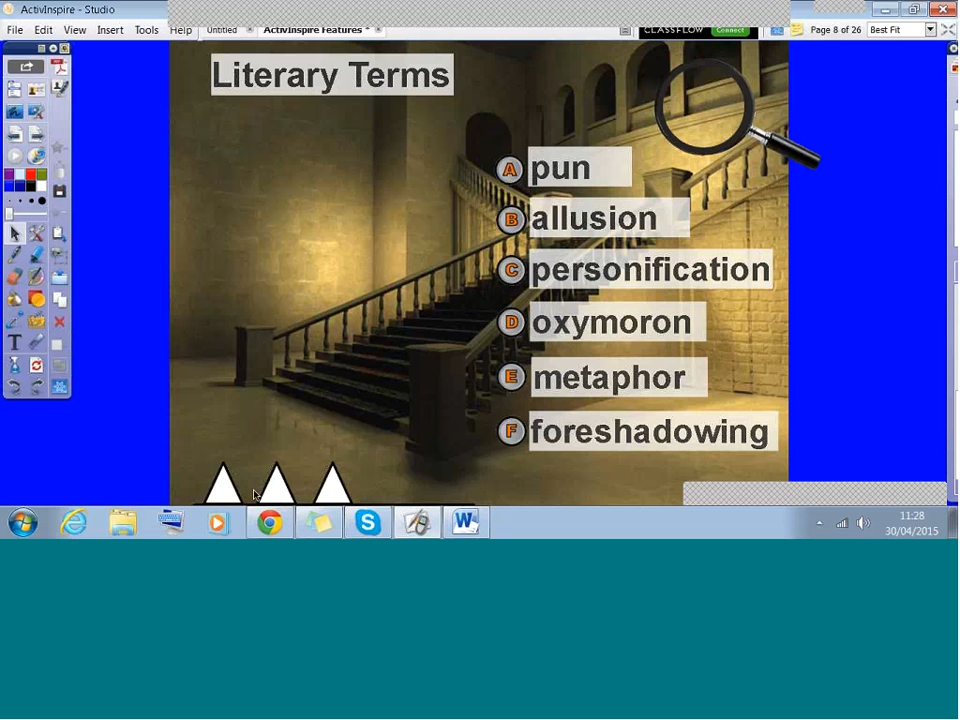 ActivInspire - Studio
File Edit View Insert Tools Help
Untitled ActivInspire Features * CLASSFLOW Connect Page 8 of 26 Best Fit
Literary Terms
A pun
B allusion
C personification
D oxymoron
E metaphor
F foreshadowing
T
11:28
30/04/2015